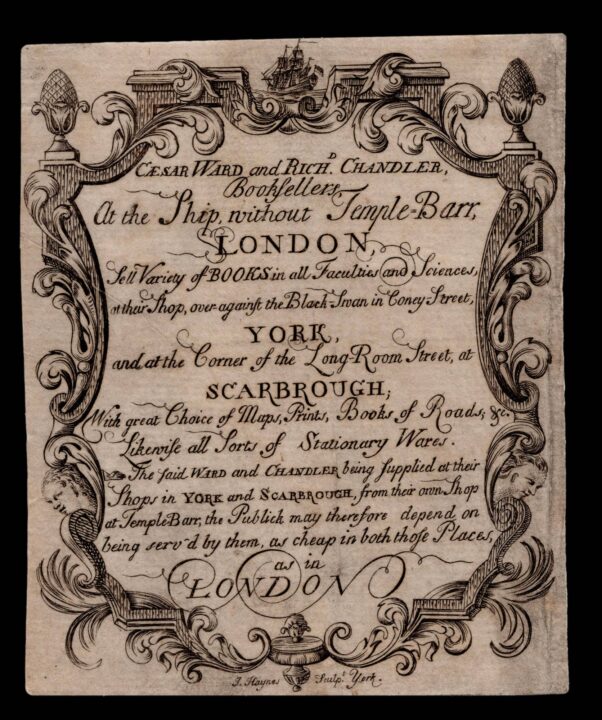 CÆSAR WARD and RICHᴰ. CHANDLER,
Bookſellers,
At the Ship, without Temple-Barr,
LONDON,
Sell Variety of BOOKS in all Faculties and Sciences,
at their Shop, over against the Black Swan in Coney-Street,
YORK,
and at the Corner of the Long-Room Street, at
SCARBROUGH;
With great Choice of Maps, Prints, Books of Roads; &c.
Likewiſe all Sorts of Stationary Wares.
The ſaid WARD and CHANDLER being ſupplied at their
Shops in YORK and SCARBROUGH, from their own Shop
at Temple Barr, the Publick may therefore depend on
being serv'd by them, as cheap in both thoſe Places,
as in
LONDON
J. Haynes Sculpᵗ. York.